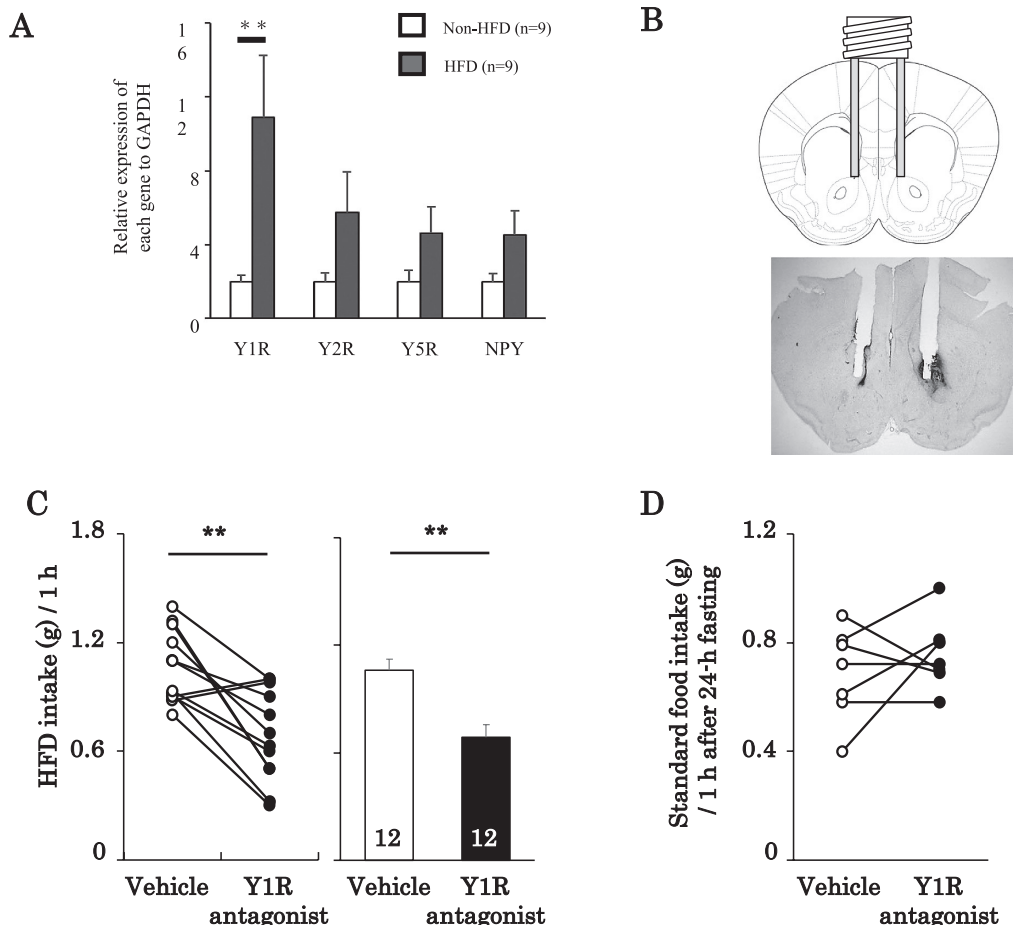 A
Relative expression of
each gene to GAPDH
1
6
1
2
8
4
0
**
Non-HFD (n=9)
HFD (n=9)
Y1R
Y2R
Y5R
NPY
B
C
HFD intake (g) / 1 h
1.8
1.2
0.6
0
**
Vehicle
Y1R
antagonist
**
12
12
Vehicle
Y1R
antagonist
D
Standard food intake (g)
/ 1 h after 24-h fasting
1.2
0.8
0.4
0
Vehicle
Y1R
antagonist